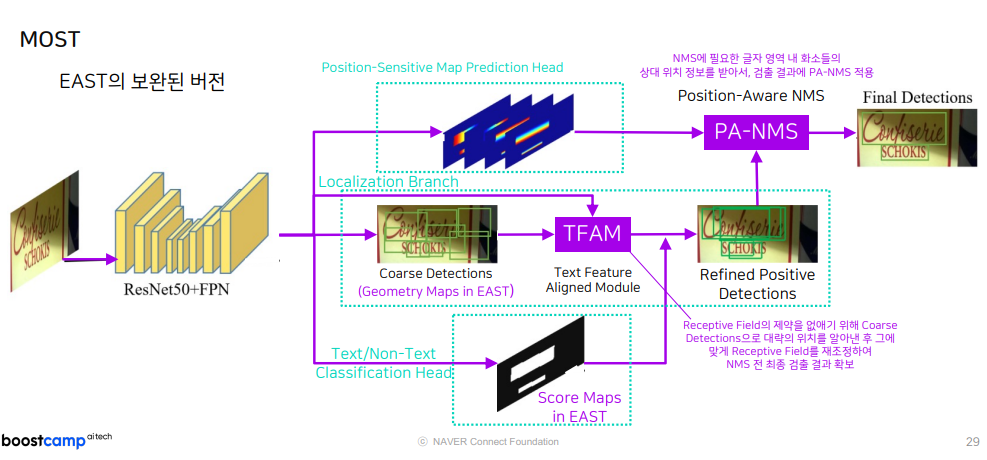 MOST
EAST의 보완된 버전
Position-Sensitive Map Prediction Head
NMS에 필요한 글자 영역 내 화소들의
상대 위치 정보를 받아서, 검출 결과에 PA-NMS 적용
Position-Aware NMS
PA-NMS
Final Detections
Confiserie
SCHOKIS
Localization Branch
Confiserie
SCHOKIS
ResNet50+FPN
Confiserie
SCHOKIS
Coarse Detections
(Geometry Maps in EAST)
TFAM
Text Feature
Aligned Module
Confiserie
SCHOKIS
Refined Positive
Detections
Receptive Field의 제약을 없애기 위해 Coarse
Detections으로 대략의 위치를 알아낸 후 그에
맞게 Receptive Field를 재조정하여
NMS 전 최종 검출 결과 확보
Text/Non-Text
Classification Head
Score Maps
in EAST
boostcamp ai tech
ⓒ NAVER Connect Foundation
29